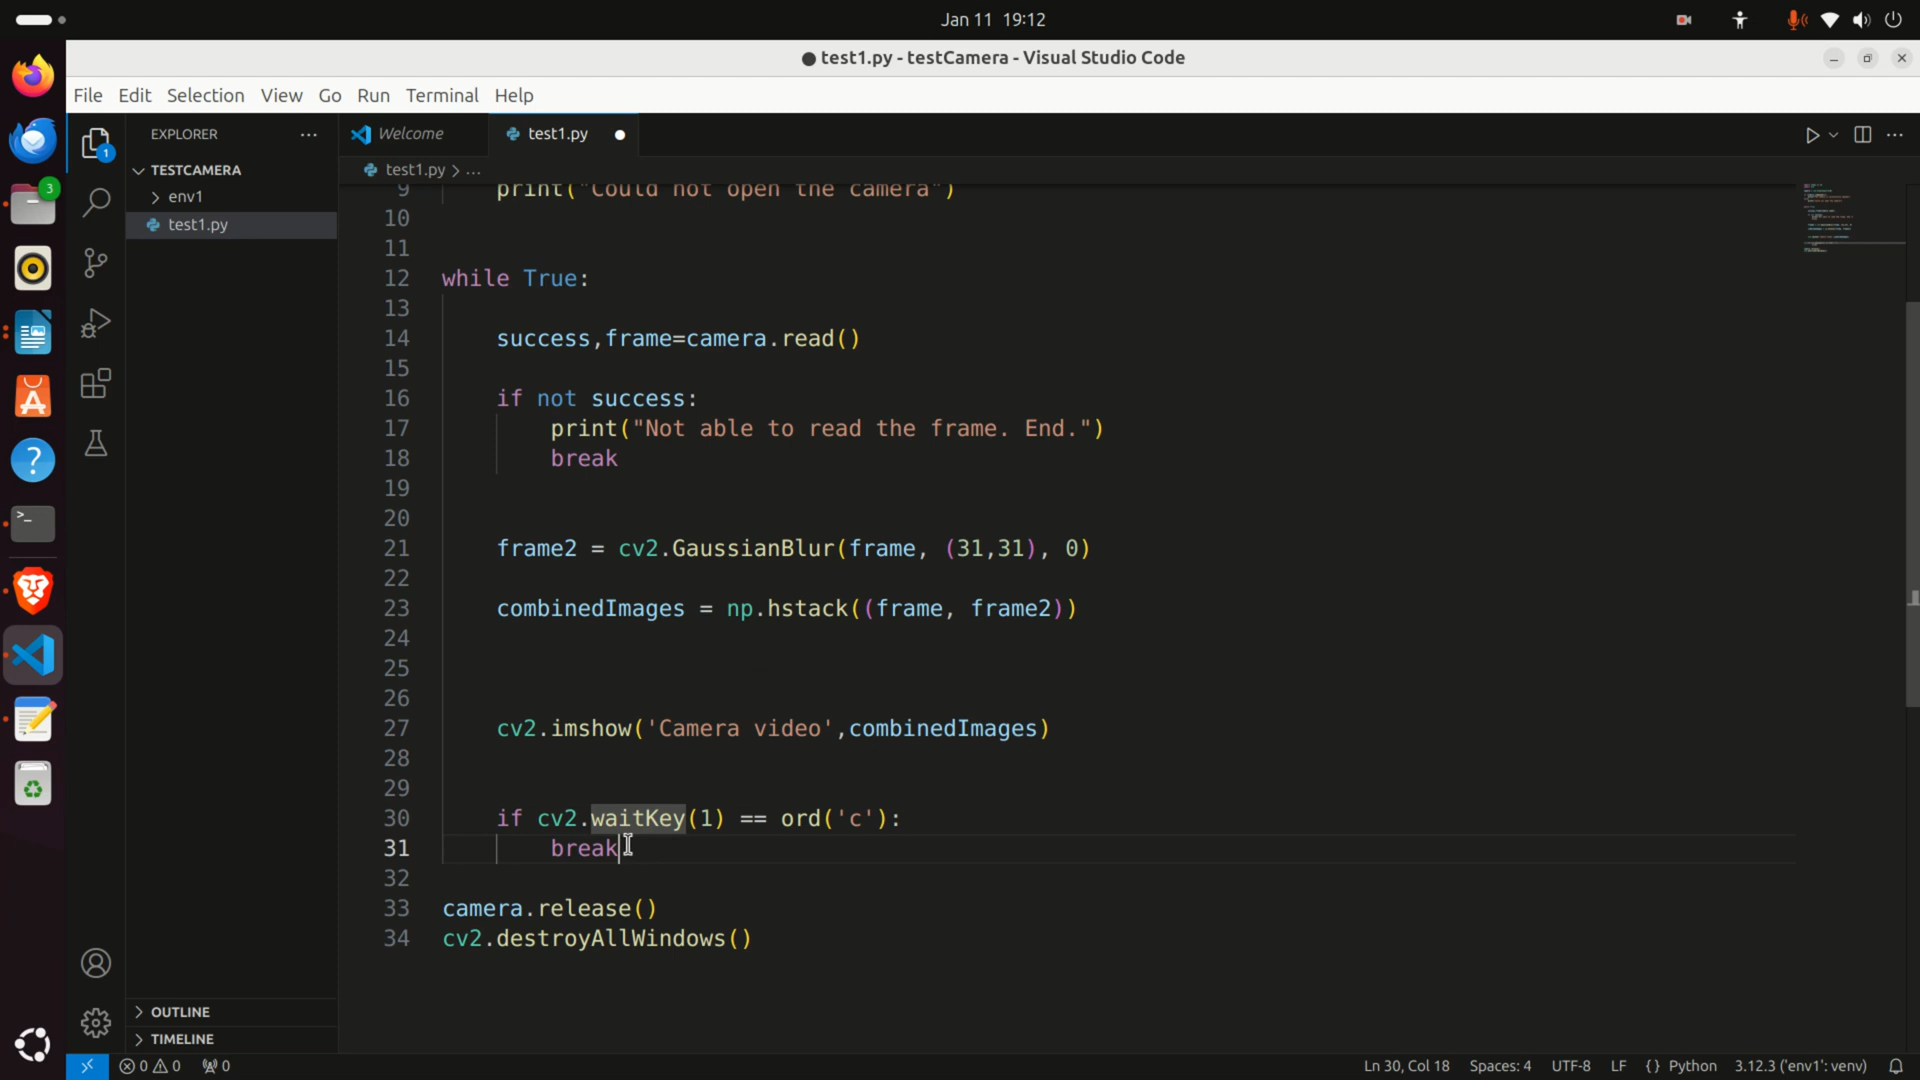 Jan 11 19:12
test1.py - testCamera - Visual Studio Code
File Edit Selection View Go Run Terminal Help
EXPLORER
Welcome
test1.py
1
TESTCAMERA
test1.py > ...
env1
3
test1.py
9 print("Could not open the camera")
10
11
12 while True:
13
14 success,frame=camera.read()
15
16 if not success:
17 print("Not able to read the frame. End.")
18 break
19
20
21 frame2 = cv2.GaussianBlur(frame, (31,31), 0)
22
23 combinedImages = np.hstack((frame, frame2))
24
25
26
27 cv2.imshow('Camera video',combinedImages)
28
29
30 if cv2.waitKey(1) == ord('c'):
31 break
32
33 camera.release()
34 cv2.destroyAllWindows()
OUTLINE
TIMELINE
0 0 0 Ln 30, Col 18 Spaces: 4 UTF-8 LF {} Python 3.12.3 ('env1': venv)